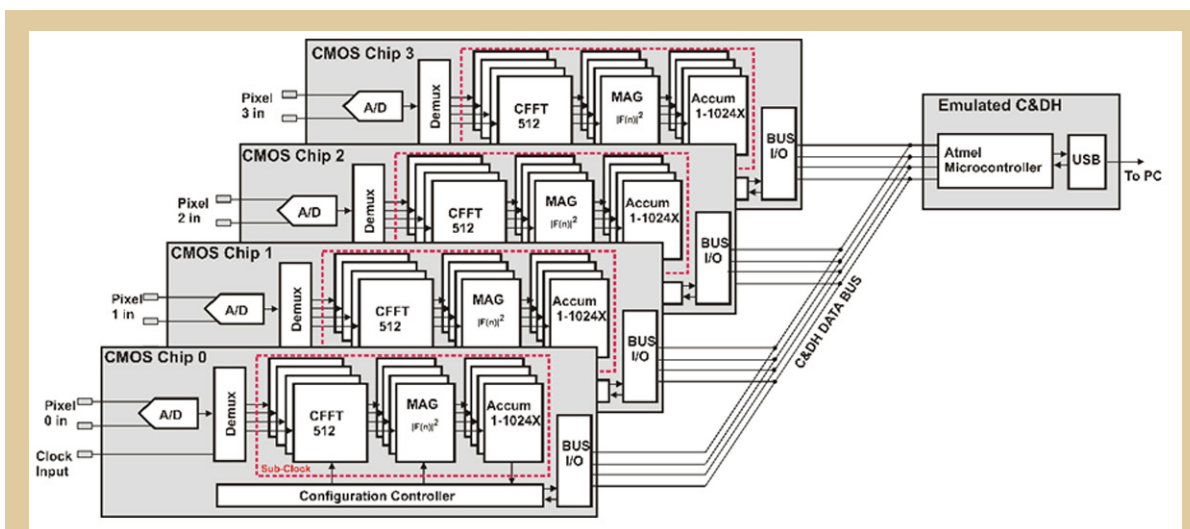 CMOS Chip 3
Pixel
3 in
A/D
Demux
CFFT
512
MAG
|F(n)|²
Accum
1-1024X
BUS
I/O
CMOS Chip 2
Pixel
2 in
A/D
Demux
CFFT
512
MAG
|F(n)|²
Accum
1-1024X
BUS
I/O
CMOS Chip 1
Pixel
1 in
A/D
Demux
CFFT
512
MAG
|F(n)|²
Accum
1-1024X
BUS
I/O
CMOS Chip 0
Pixel
0 in
Clock
Input
A/D
Demux
CFFT
512
MAG
|F(n)|²
Accum
1-1024X
Sub-Clock
Configuration Controller
BUS
I/O
C&DH DATA BUS
Emulated C&DH
Atmel
Microcontroller
USB
To PC